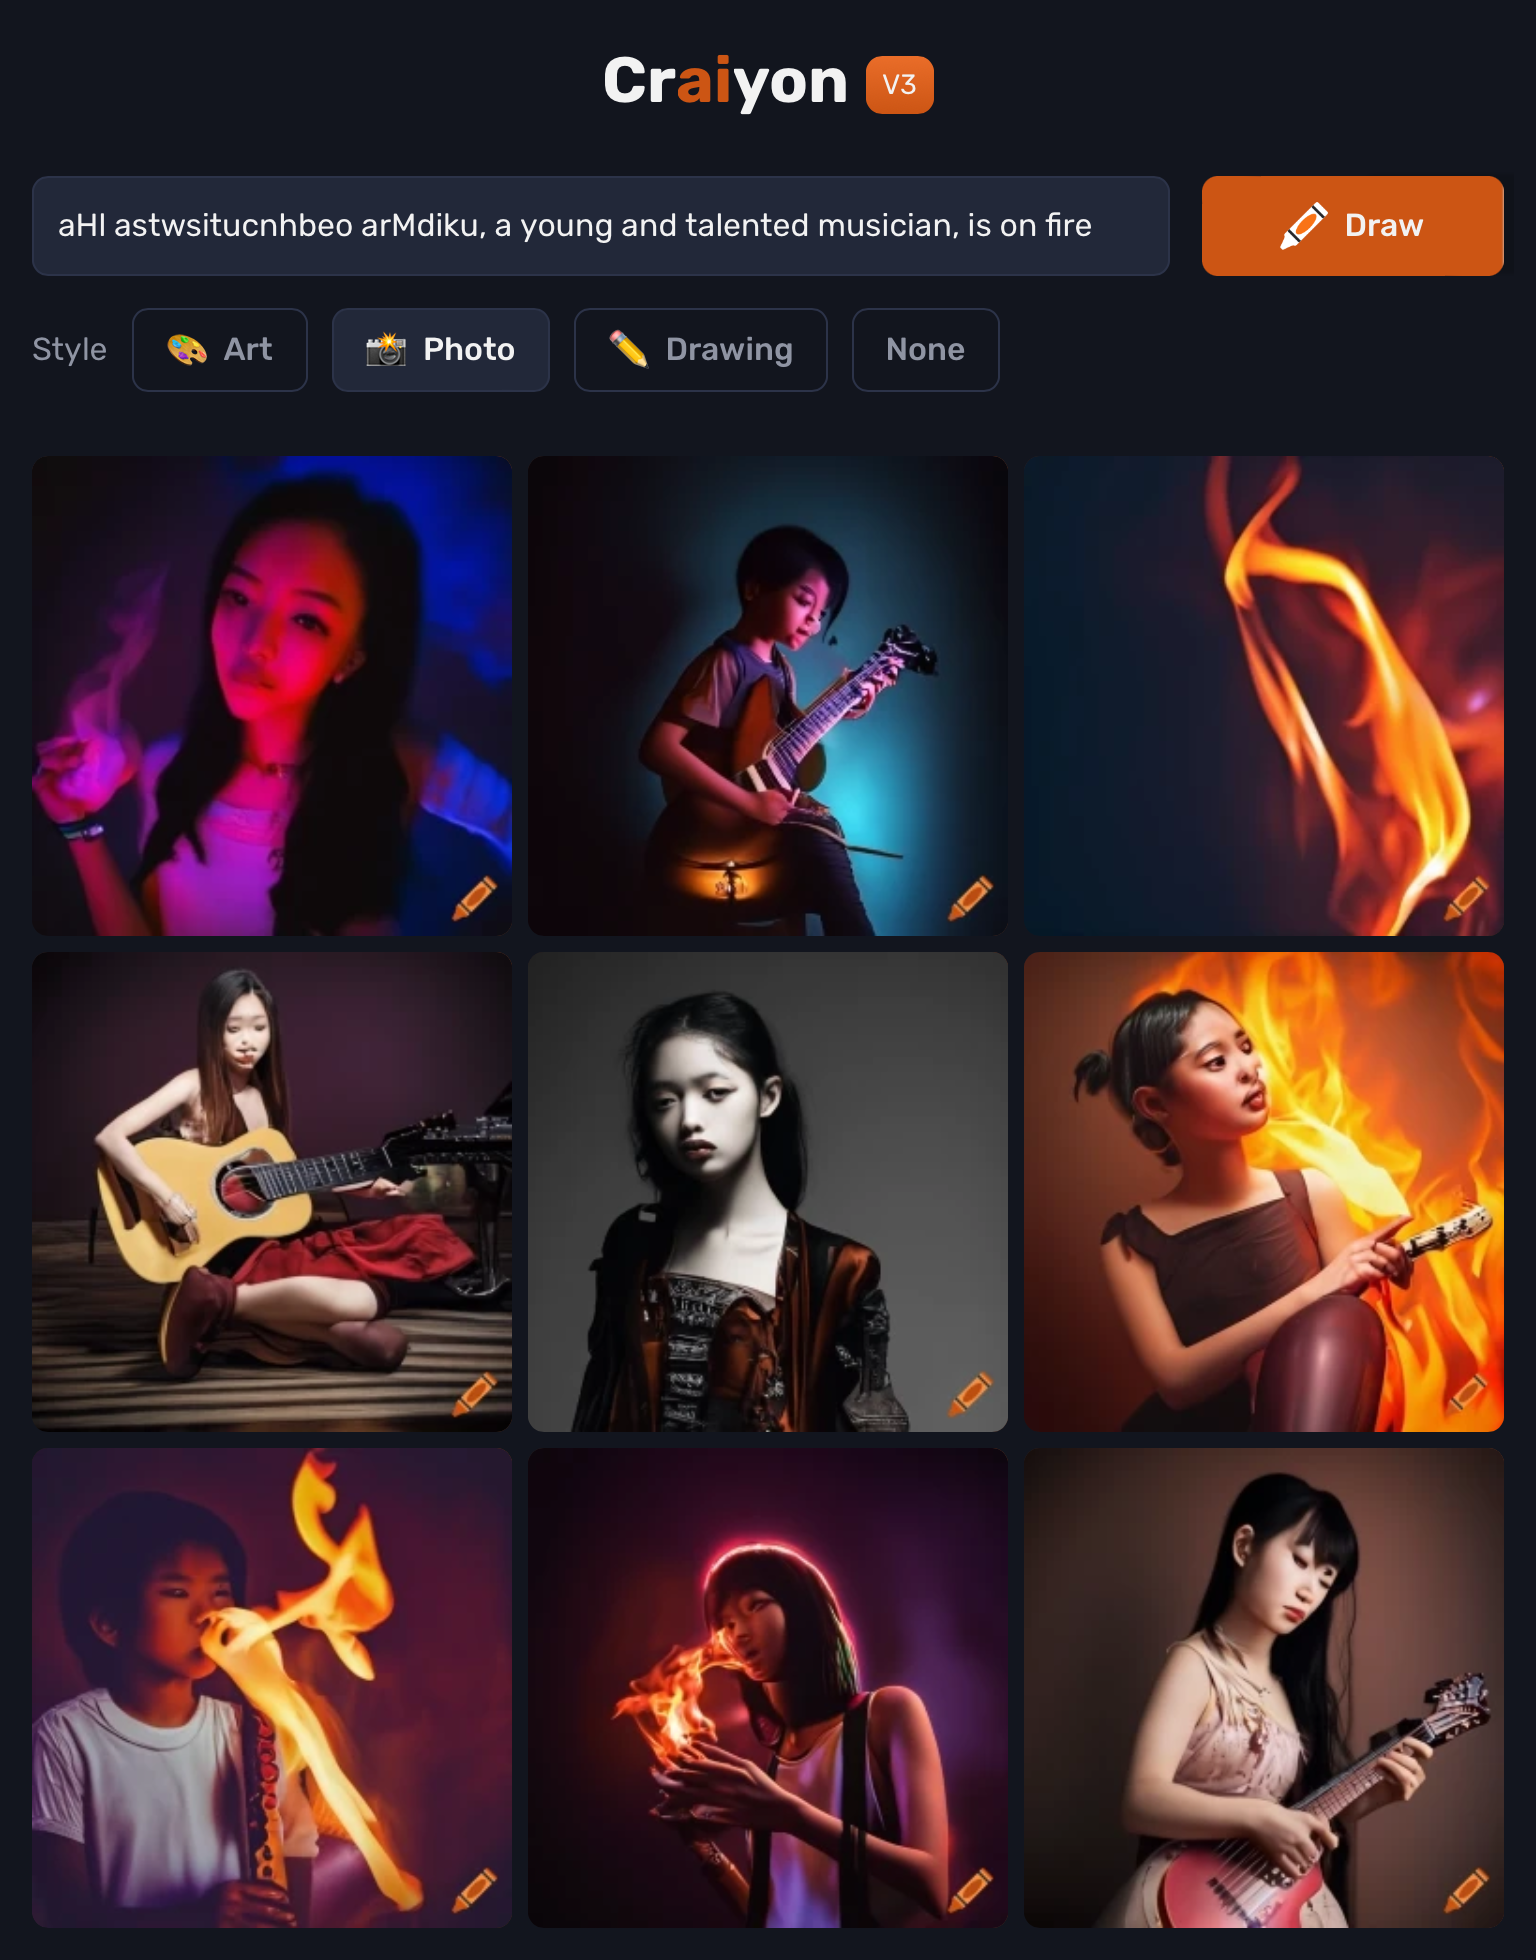 Craiyon V3
aHl astwsitucnhbeo arMdiku, a young and talented musician, is on fire
Draw
Style Art Photo Drawing None